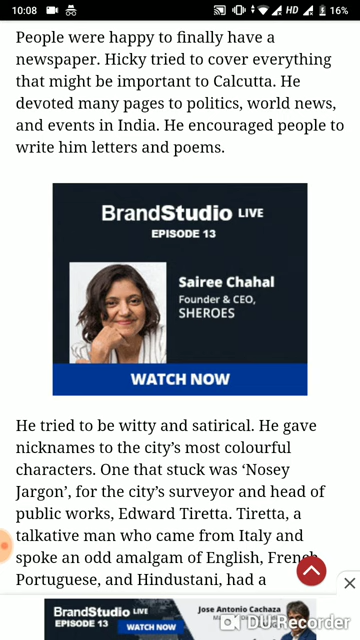 10:08
HD
16%
People were happy to finally have a
newspaper. Hicky tried to cover everything
that might be important to Calcutta. He
devoted many pages to politics, world news,
and events in India. He encouraged people to
write him letters and poems.
BrandStudio LIVE
EPISODE 13
Sairee Chahal
Founder & CEO,
SHEROES
WATCH NOW
He tried to be witty and satirical. He gave
nicknames to the city’s most colourful
characters. One that stuck was ‘Nosey
Jargon’, for the city’s surveyor and head of
public works, Edward Tiretta. Tiretta, a
talkative man who came from Italy and
spoke an odd amalgam of English, French,
Portuguese, and Hindustani, had a
BrandStudio LIVE
EPISODE 13
WATCH NOW
Jose Antonio Cachaza
DU Recorder